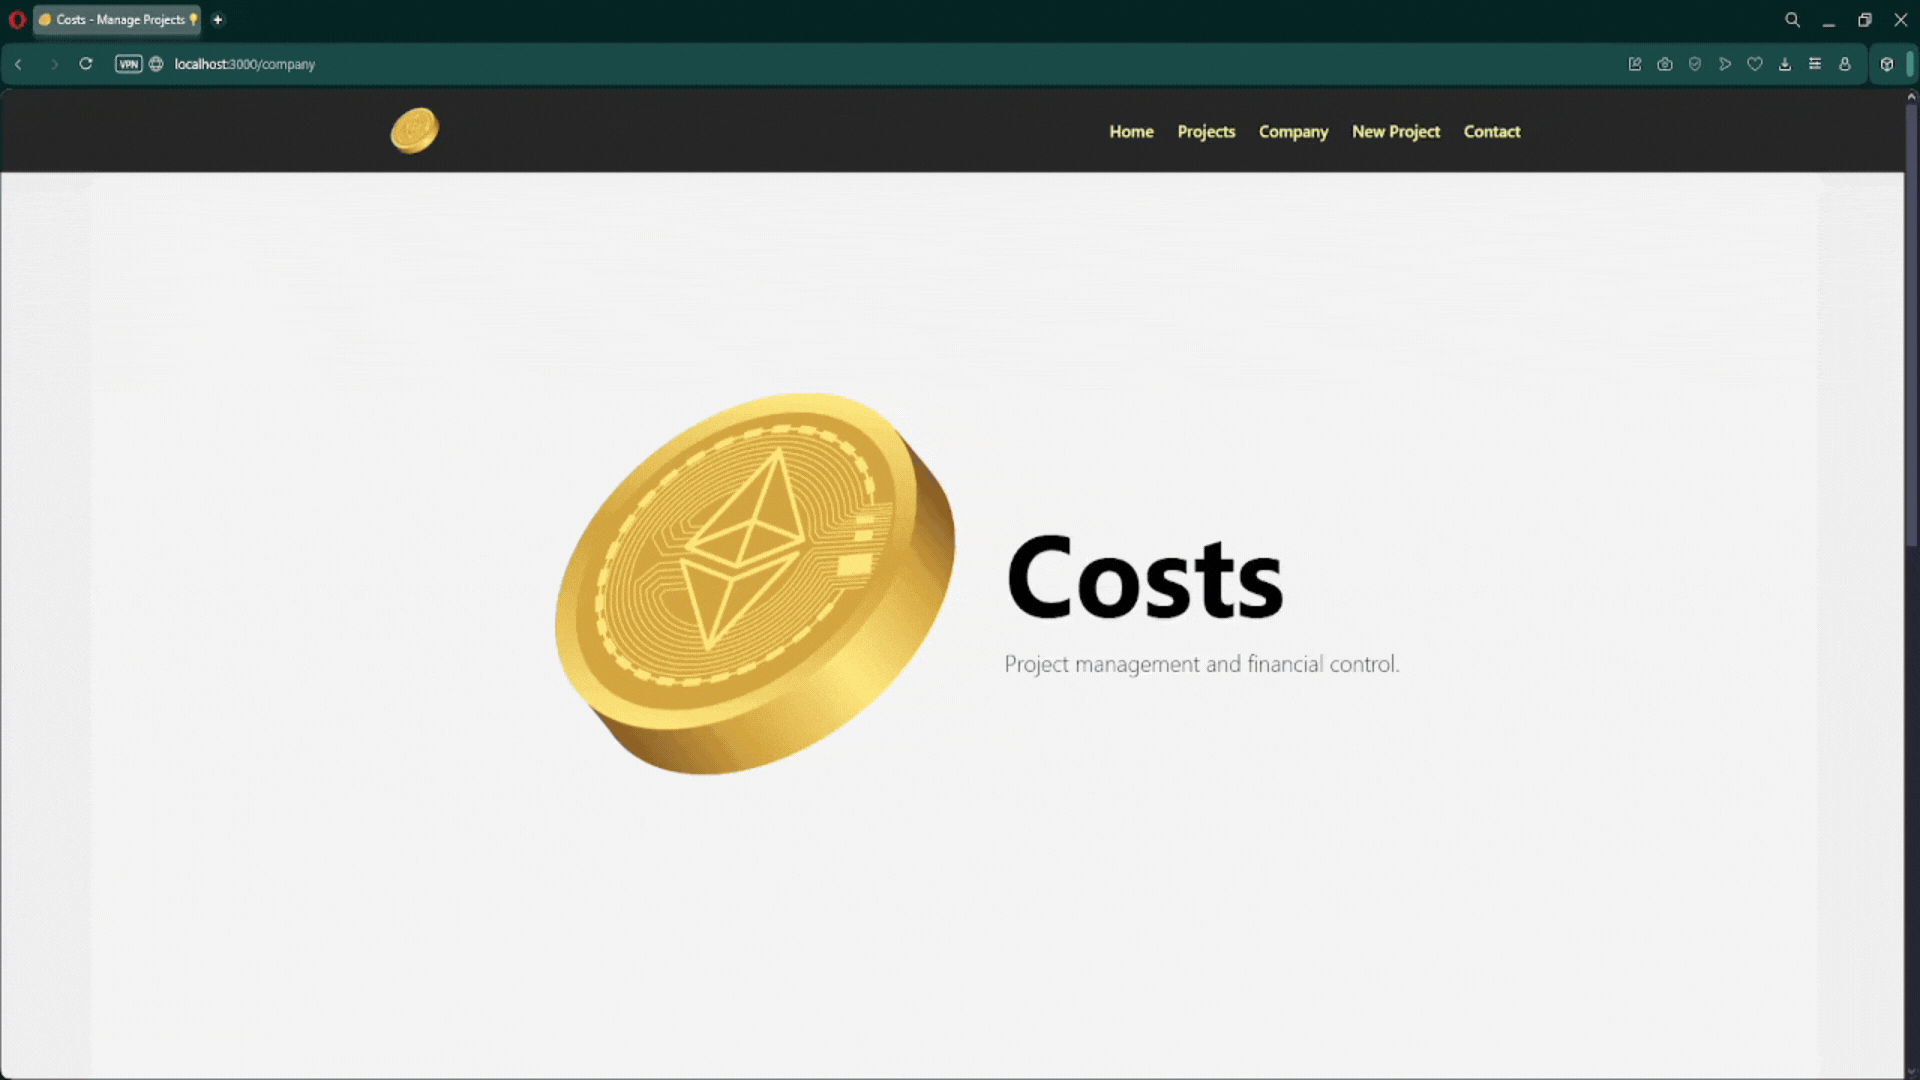 Costs - Manage Projects
VPN
localhost:3000/company
Home
Projects
Company
New Project
Contact
Costs
Project management and financial control.